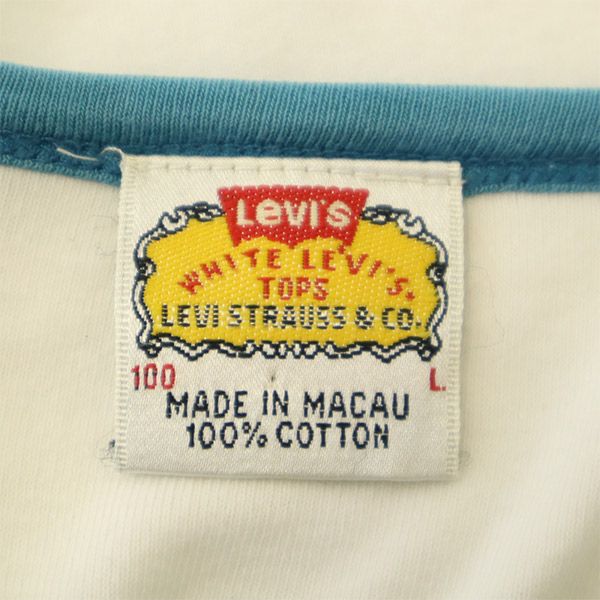 LEVI'S
WHITE LEVI'S.
TOPS
LEVI STRAUSS & CO.
100 L.
MADE IN MACAU
100% COTTON